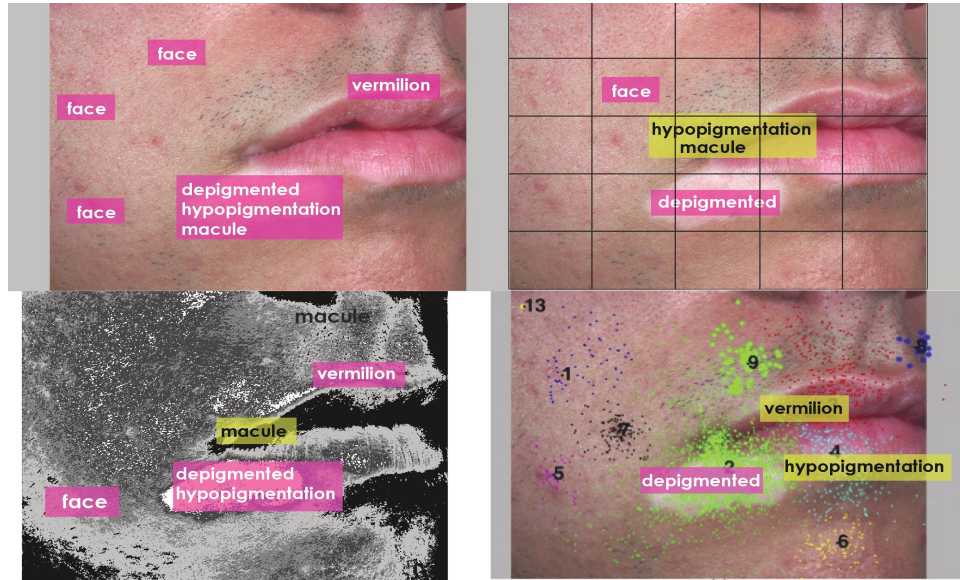 face
vermilion
face
depigmented
hypopigmentation
macule
face
face
hypopigmentation
macule
depigmented
macule
vermilion
macule
depigmented
hypopigmentation
face
13
8
9
1
vermilion
7
4
2
hypopigmentation
5
depigmented
6